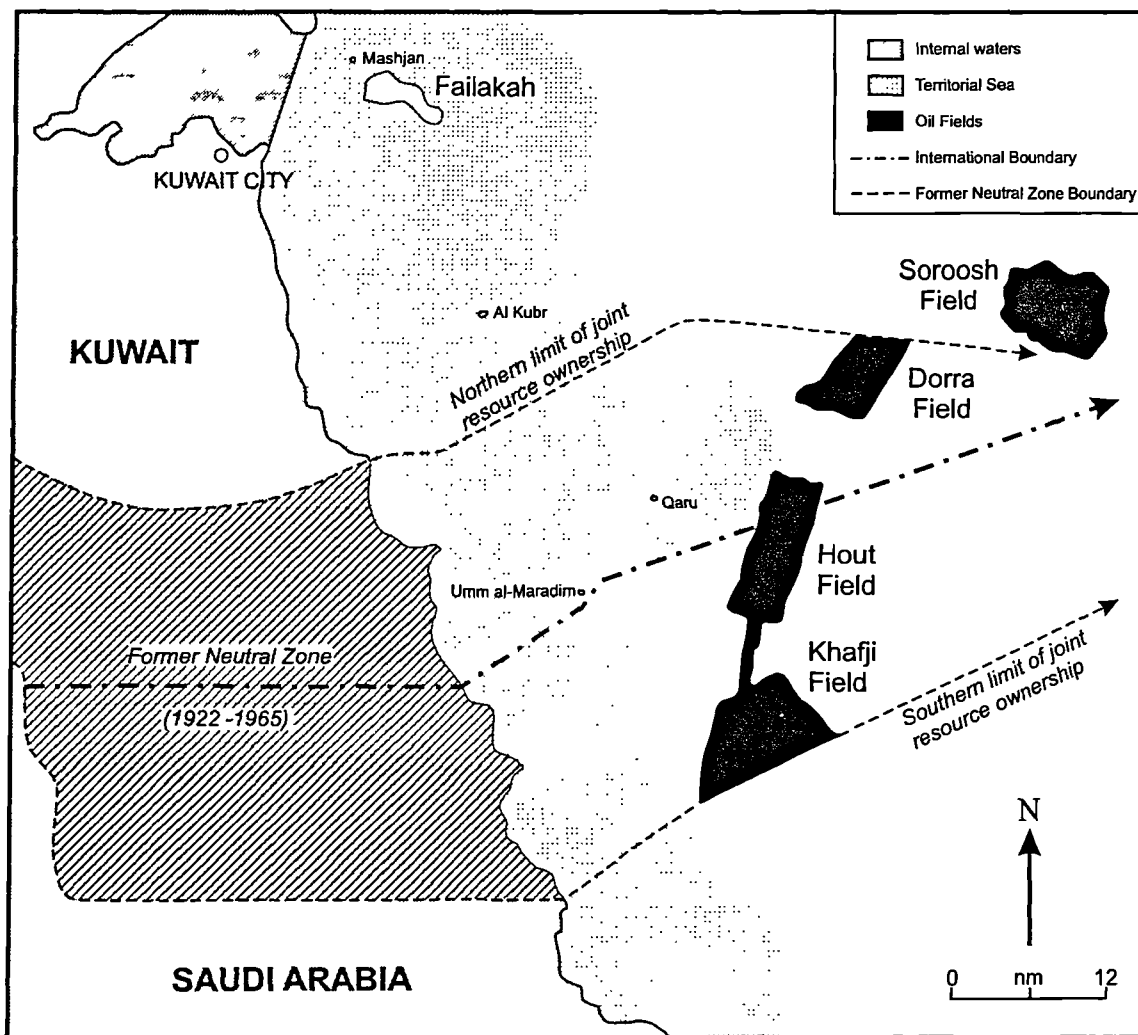 Internal waters
Territorial Sea
Oil Fields
International Boundary
Former Neutral Zone Boundary
Mashjan
Failakah
KUWAIT CITY
Soroosh
Field
Al Kubr
KUWAIT
Northern limit of joint
resource ownership
Dorra
Field
Qaru
Hout
Field
Umm al-Maradim
Former Neutral Zone
(1922 -1965)
Khafji
Field
Southern limit of joint
resource ownership
N
SAUDI ARABIA
0 nm 12